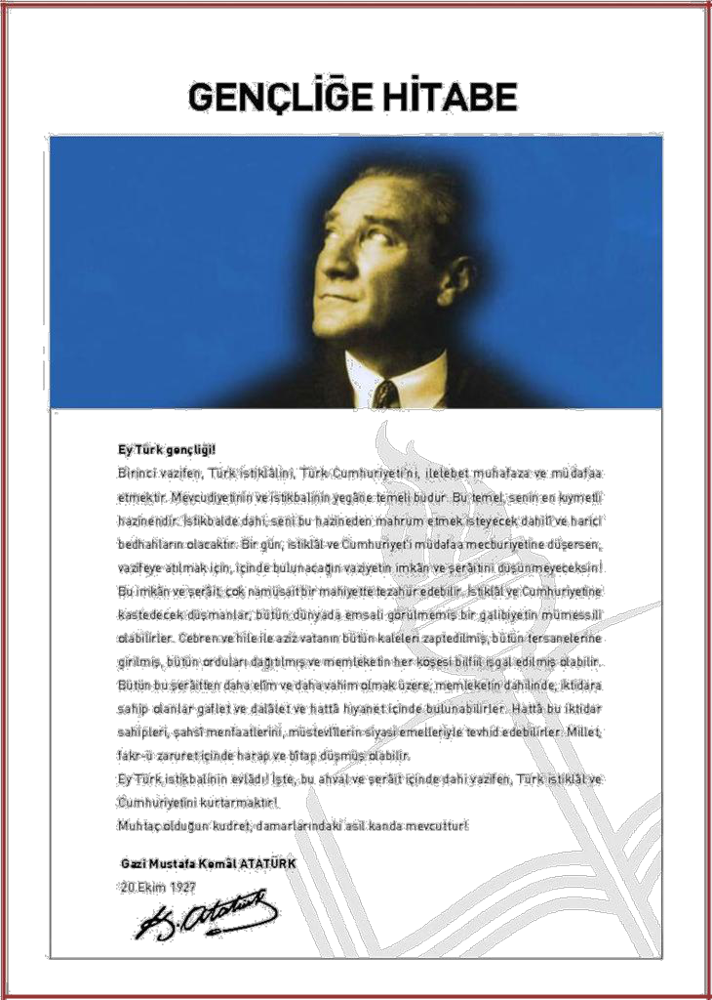 GENÇLİĞE HİTABE
Ey Türk gençliği!
Birinci vazifen, Türk istiklâlini, Türk Cumhuriyeti'ni, ilelebet muhafaza ve müdafaa
etmektir. Mevcudiyetinin ve istikbalinin yegâne temeli budur. Bu temel, senin en kıymetli
hazinendir. İstikbalde dahi, seni bu hazineden mahrum etmek isteyecek dahilî ve haricî
bedhahların olacaktır. Bir gün, istiklâl ve Cumhuriyet'i müdafaa mecburiyetine düşersen,
vazifeye atılmak için, içinde bulunacağın vaziyetin imkân ve şerâitini düşünmeyeceksin!
Bu imkân ve şerâit, çok namüsait bir mahiyette tezahür edebilir. İstiklâl ve Cumhuriyetine
kastedecek düşmanlar, bütün dünyada emsali görülmemiş bir galibiyetin mümessili
olabilirler. Cebren ve hile ile aziz vatanın bütün kaleleri zaptedilmiş, bütün tersanelerine
girilmiş, bütün orduları dağıtılmış ve memleketin her köşesi bilfiil işgal edilmiş olabilir.
Bütün bu şerâitten daha elîm ve daha vahim olmak üzere, memleketin dahilinde, iktidara
sahip olanlar gaflet ve dalâlet ve hattâ hıyanet içinde bulunabilirler. Hattâ bu iktidar
sahipleri, şahsî menfaatlerini, müstevlîlerin siyasi emelleriyle tevhid edebilirler. Millet,
fakr-ü zaruret içinde harap ve bîtap düşmüş olabilir.
Ey Türk istikbalinin evlâdı! İşte, bu ahval ve şerâit içinde dahi vazifen, Türk istiklâl ve
Cumhuriyetini kurtarmaktır!
Muhtaç olduğun kudret, damarlarındaki asil kanda mevcuttur!
Gazi Mustafa Kemâl ATATÜRK
20 Ekim 1927
K. Atatürk